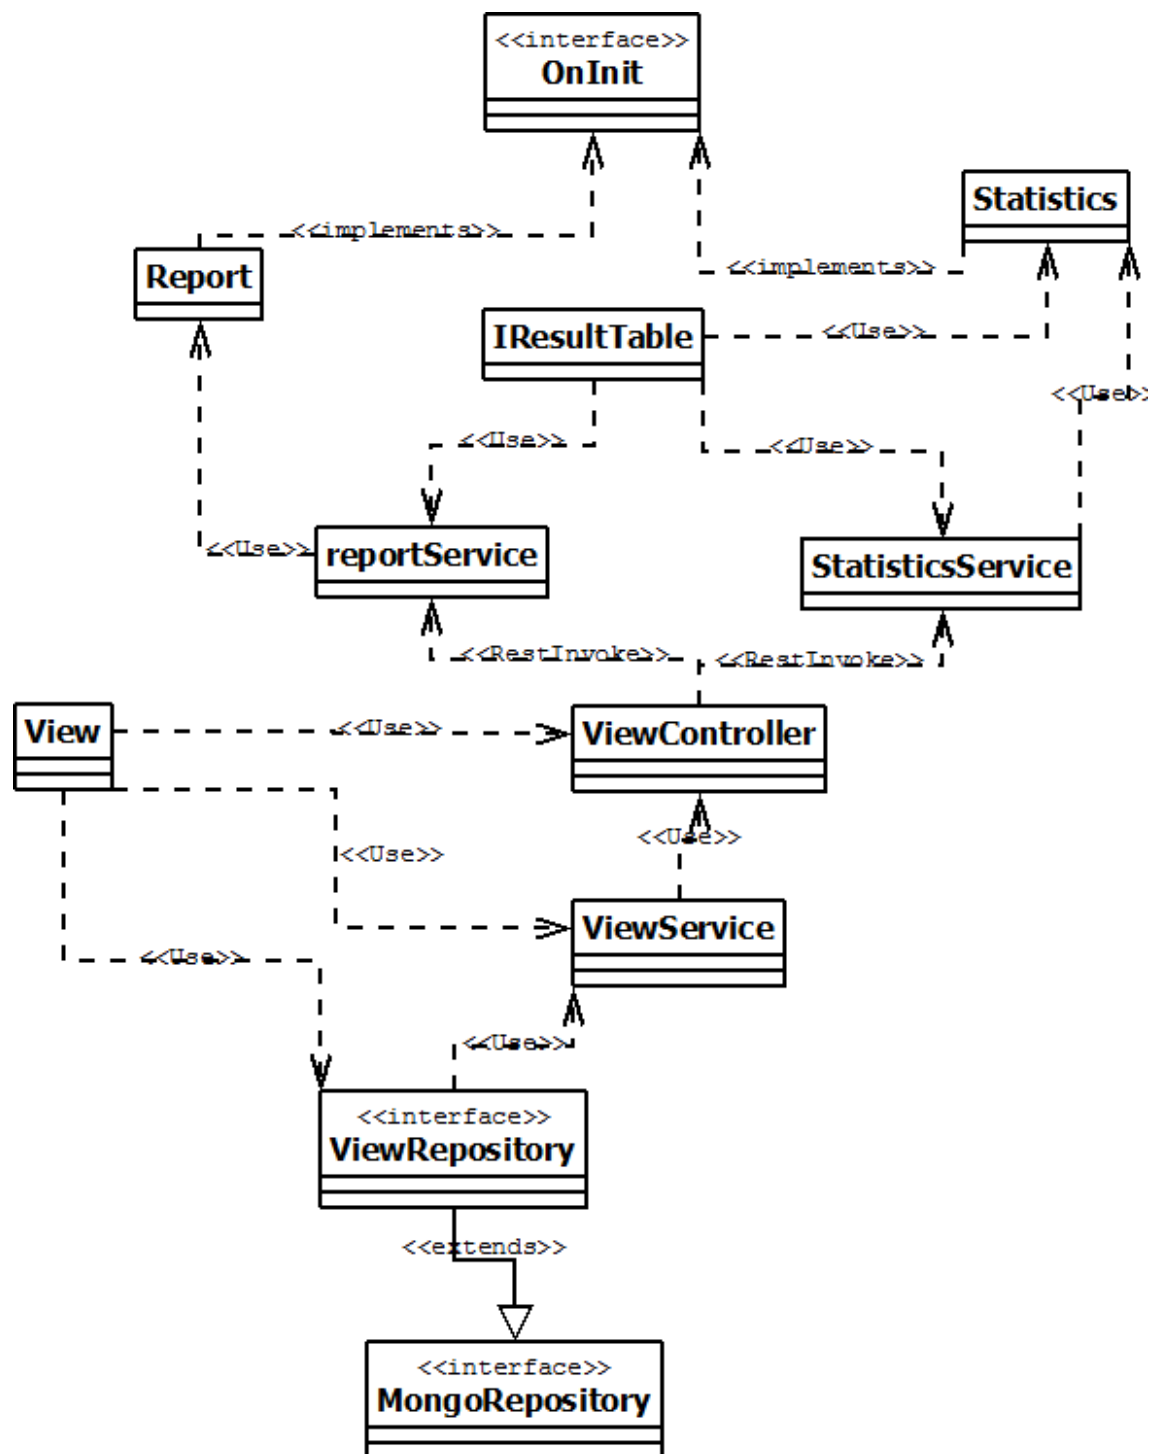 <<interface>>
OnInit
Statistics
<<implements>>
<<implements>>
Report
IResultTable
<<Use>>
<<Use>>
<<Use>>
<<Use>>
<<Use>>
reportService
StatisticsService
<<RestInvoke>>
<<RestInvoke>>
View
<<Use>>
ViewController
<<Use>>
<<Use>>
ViewService
<<Use>>
<<Use>>
<<interface>>
ViewRepository
<<extends>>
<<interface>>
MongoRepository